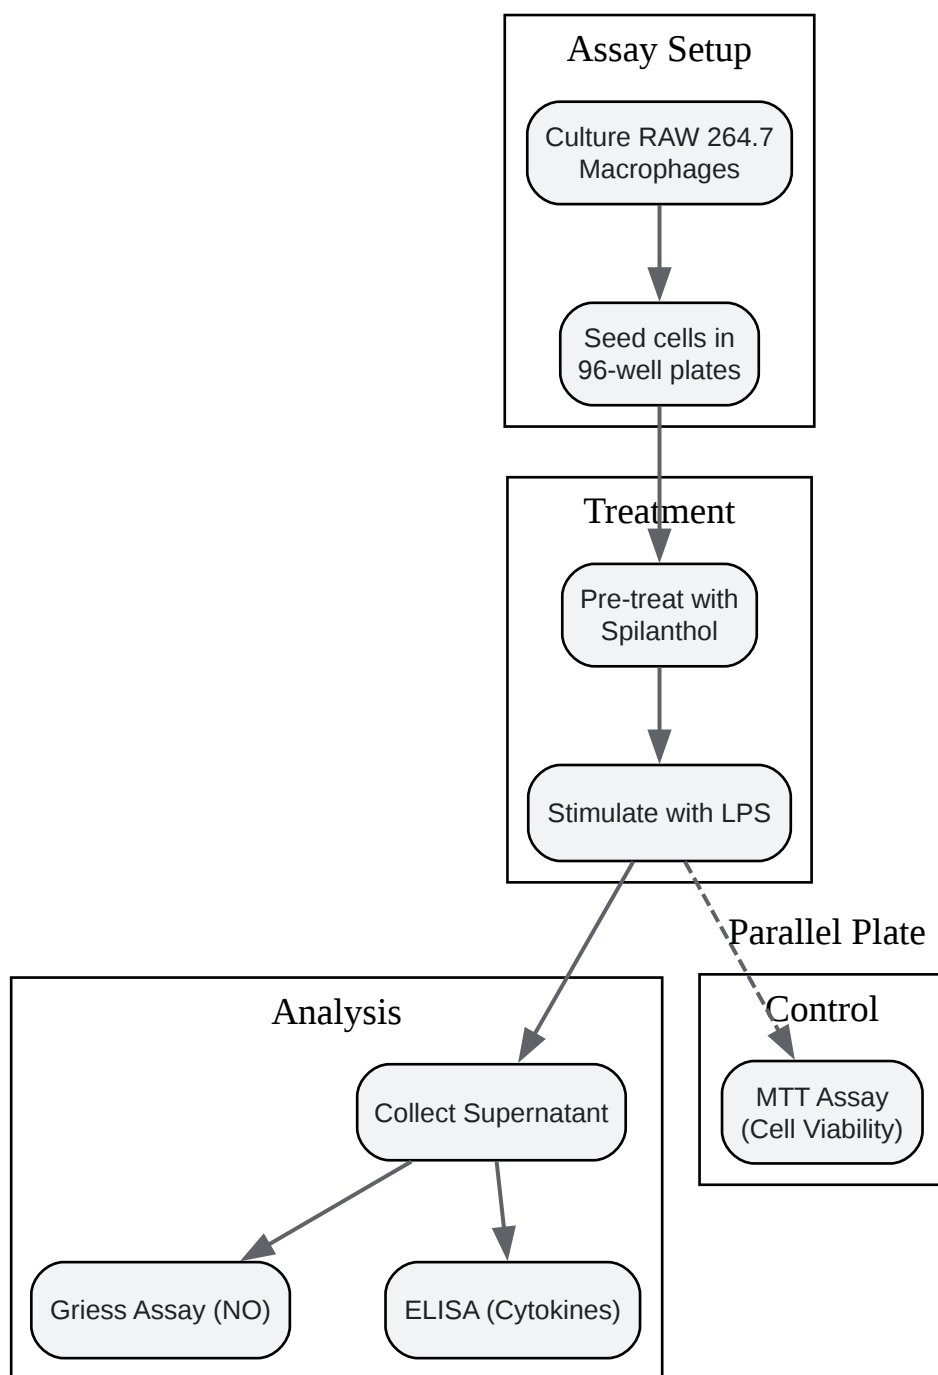 Assay Setup
Culture RAW 264.7
Macrophages
Seed cells in
96-well plates
Treatment
Pre-treat with
Spilanthol
Stimulate with LPS
Parallel Plate
Analysis
Control
Collect Supernatant
MTT Assay
(Cell Viability)
Griess Assay (NO)
ELISA (Cytokines)